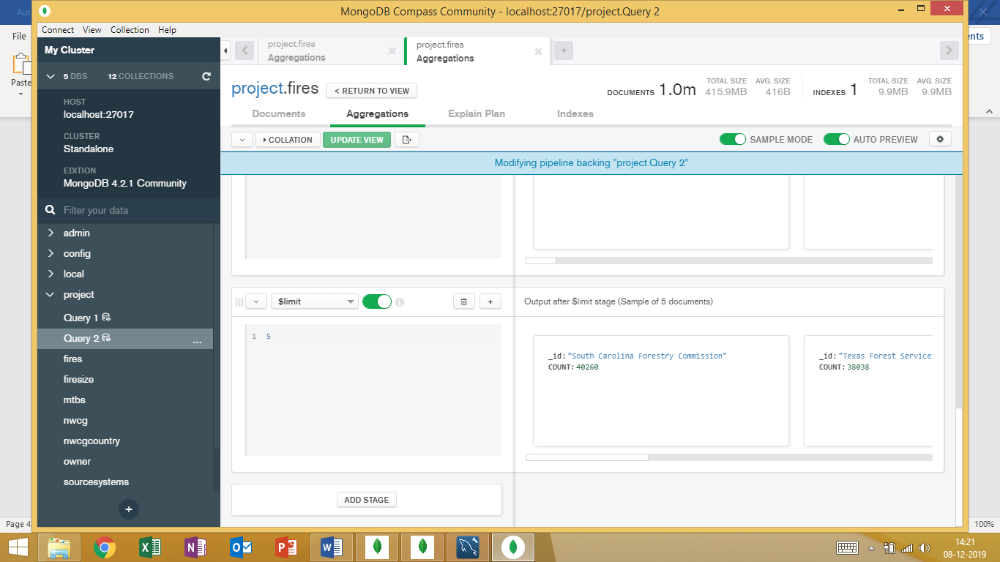 MongoDB Compass Community - localhost:27017/project.Query 2
File
Paste
Connect View Collection Help
My Cluster
5 DBS 12 COLLECTIONS
HOST
localhost:27017
CLUSTER
Standalone
EDITION
MongoDB 4.2.1 Community
Filter your data
admin
config
local
project
Query 1
Query 2 ...
fires
firesize
mtbs
nwcg
nwcgcountry
owner
sourcesystems
+
project.fires
Aggregations
project.fires
Aggregations
+
project.fires
< RETURN TO VIEW
DOCUMENTS 1.0m TOTAL SIZE 415.9MB AVG. SIZE 416B
INDEXES 1 TOTAL SIZE 9.9MB AVG. SIZE 9.9MB
Documents Aggregations Explain Plan Indexes
COLLATION UPDATE VIEW SAMPLE MODE AUTO PREVIEW
Modifying pipeline backing "project.Query 2"
$limit + Output after $limit stage (Sample of 5 documents)
1 5
_id: "South Carolina Forestry Commission"
COUNT: 40260
_id: "Texas Forest Service"
COUNT: 38038
ADD STAGE
100%
14:21
08-12-2019